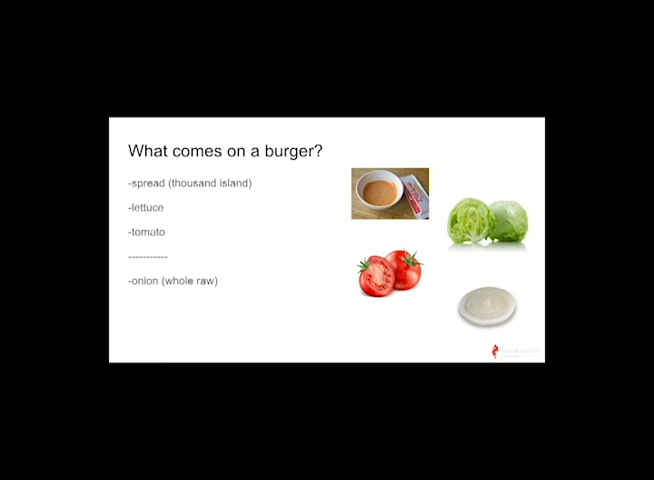 What comes on a burger?
-spread (thousand island)
-lettuce
-tomato
-----------
-onion (whole raw)